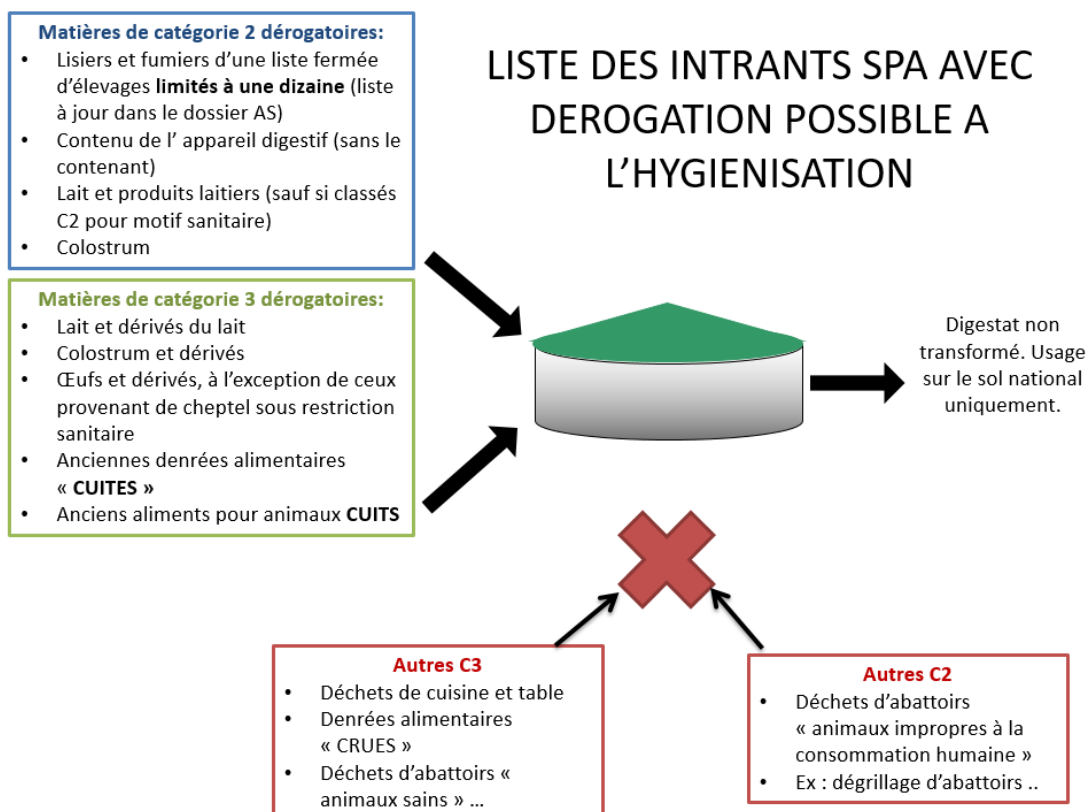 Matières de catégorie 2 dérogatoires:
• Lisiers et fumiers d’une liste fermée
d’élevages limités à une dizaine (liste
à jour dans le dossier AS)
• Contenu de l’ appareil digestif (sans le
contenant)
• Lait et produits laitiers (sauf si classés
C2 pour motif sanitaire)
• Colostrum
LISTE DES INTRANTS SPA AVEC
DEROGATION POSSIBLE A
L’HYGIENISATION
Matières de catégorie 3 dérogatoires:
• Lait et dérivés du lait
• Colostrum et dérivés
• Œufs et dérivés, à l’exception de ceux
provenant de cheptel sous restriction
sanitaire
• Anciennes denrées alimentaires
« CUITES »
• Anciens aliments pour animaux CUITS
Digestat non
transformé. Usage
sur le sol national
uniquement.
Autres C3
• Déchets de cuisine et table
• Denrées alimentaires
« CRUES »
• Déchets d’abattoirs «
animaux sains » ...
Autres C2
• Déchets d’abattoirs
« animaux impropres à la
consommation humaine »
• Ex : dégrillage d’abattoirs ..